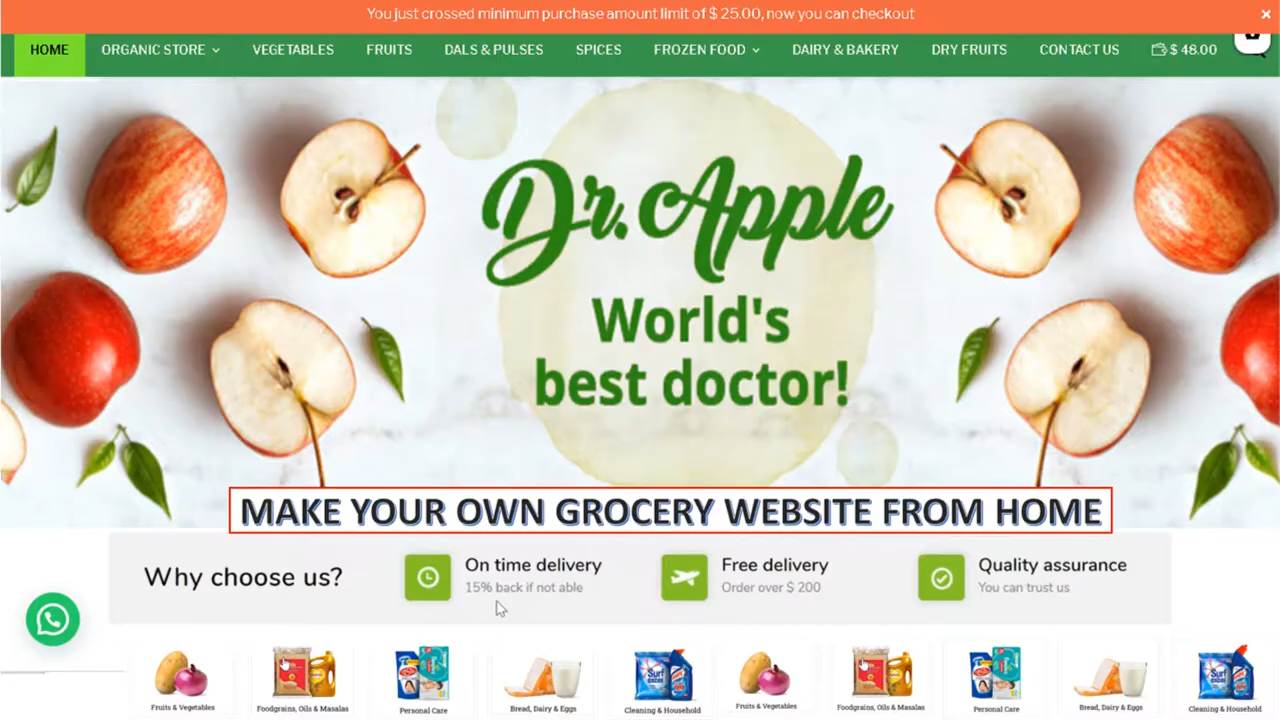 You just crossed minimum purchase amount limit of $ 25.00, now you can checkout ×
HOME ORGANIC STORE VEGETABLES FRUITS DALS & PULSES SPICES FROZEN FOOD DAIRY & BAKERY DRY FRUITS CONTACT US $ 48.00
Dr. Apple
World's
best doctor!
MAKE YOUR OWN GROCERY WEBSITE FROM HOME
Why choose us?
On time delivery
15% back if not able
Free delivery
Order over $ 200
Quality assurance
You can trust us
Surf excel
Surf excel
Fruits & Vegetables Foodgrains, Oils & Masalas Personal Care Bread, Dairy & Eggs Cleaning & Household Fruits & Vegetables Foodgrains, Oils & Masalas Personal Care Bread, Dairy & Eggs Cleaning & Household